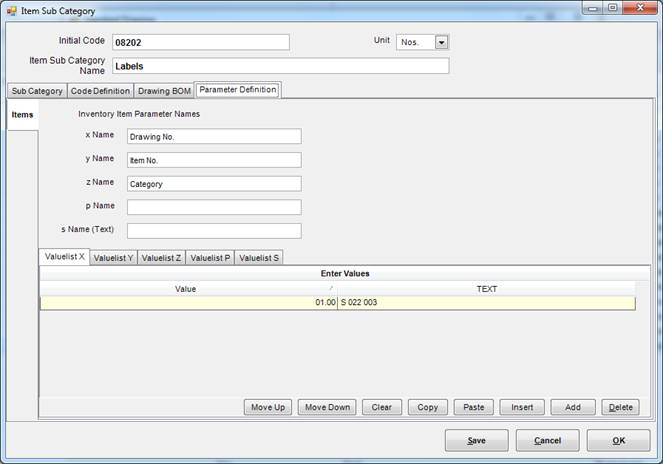 Item Sub Category
Initial Code 08202 Unit Nos.
Item Sub Category Name Labels
Sub Category Code Definition Drawing BOM Parameter Definition
Items Inventory Item Parameter Names
x Name Drawing No.
y Name Item No.
z Name Category
p Name
s Name (Text)
Valuelist X Valuelist Y Valuelist Z Valuelist P Valuelist S
Enter Values
Value TEXT
01.00 S 022 003
Move Up Move Down Clear Copy Paste Insert Add Delete
Save Cancel OK